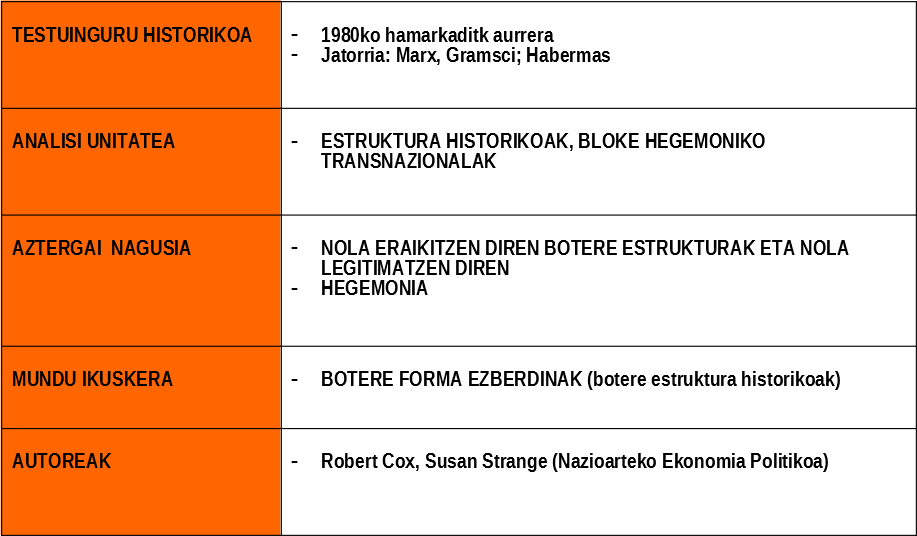 TESTUINGURU HISTORIKOA
- 1980ko hamarkaditk aurrera
- Jatorria: Marx, Gramsci; Habermas
ANALISI UNITATEA
- ESTRUKTURA HISTORIKOAK, BLOKE HEGEMONIKO
TRANSNAZIONALAK
AZTERGAI NAGUSIA
- NOLA ERAIKITZEN DIREN BOTERE ESTRUKTURAK ETA NOLA
LEGITIMATZEN DIREN
- HEGEMONIA
MUNDU IKUSKERA
- BOTERE FORMA EZBERDINAK (botere estruktura historikoak)
AUTOREAK
- Robert Cox, Susan Strange (Nazioarteko Ekonomia Politikoa)